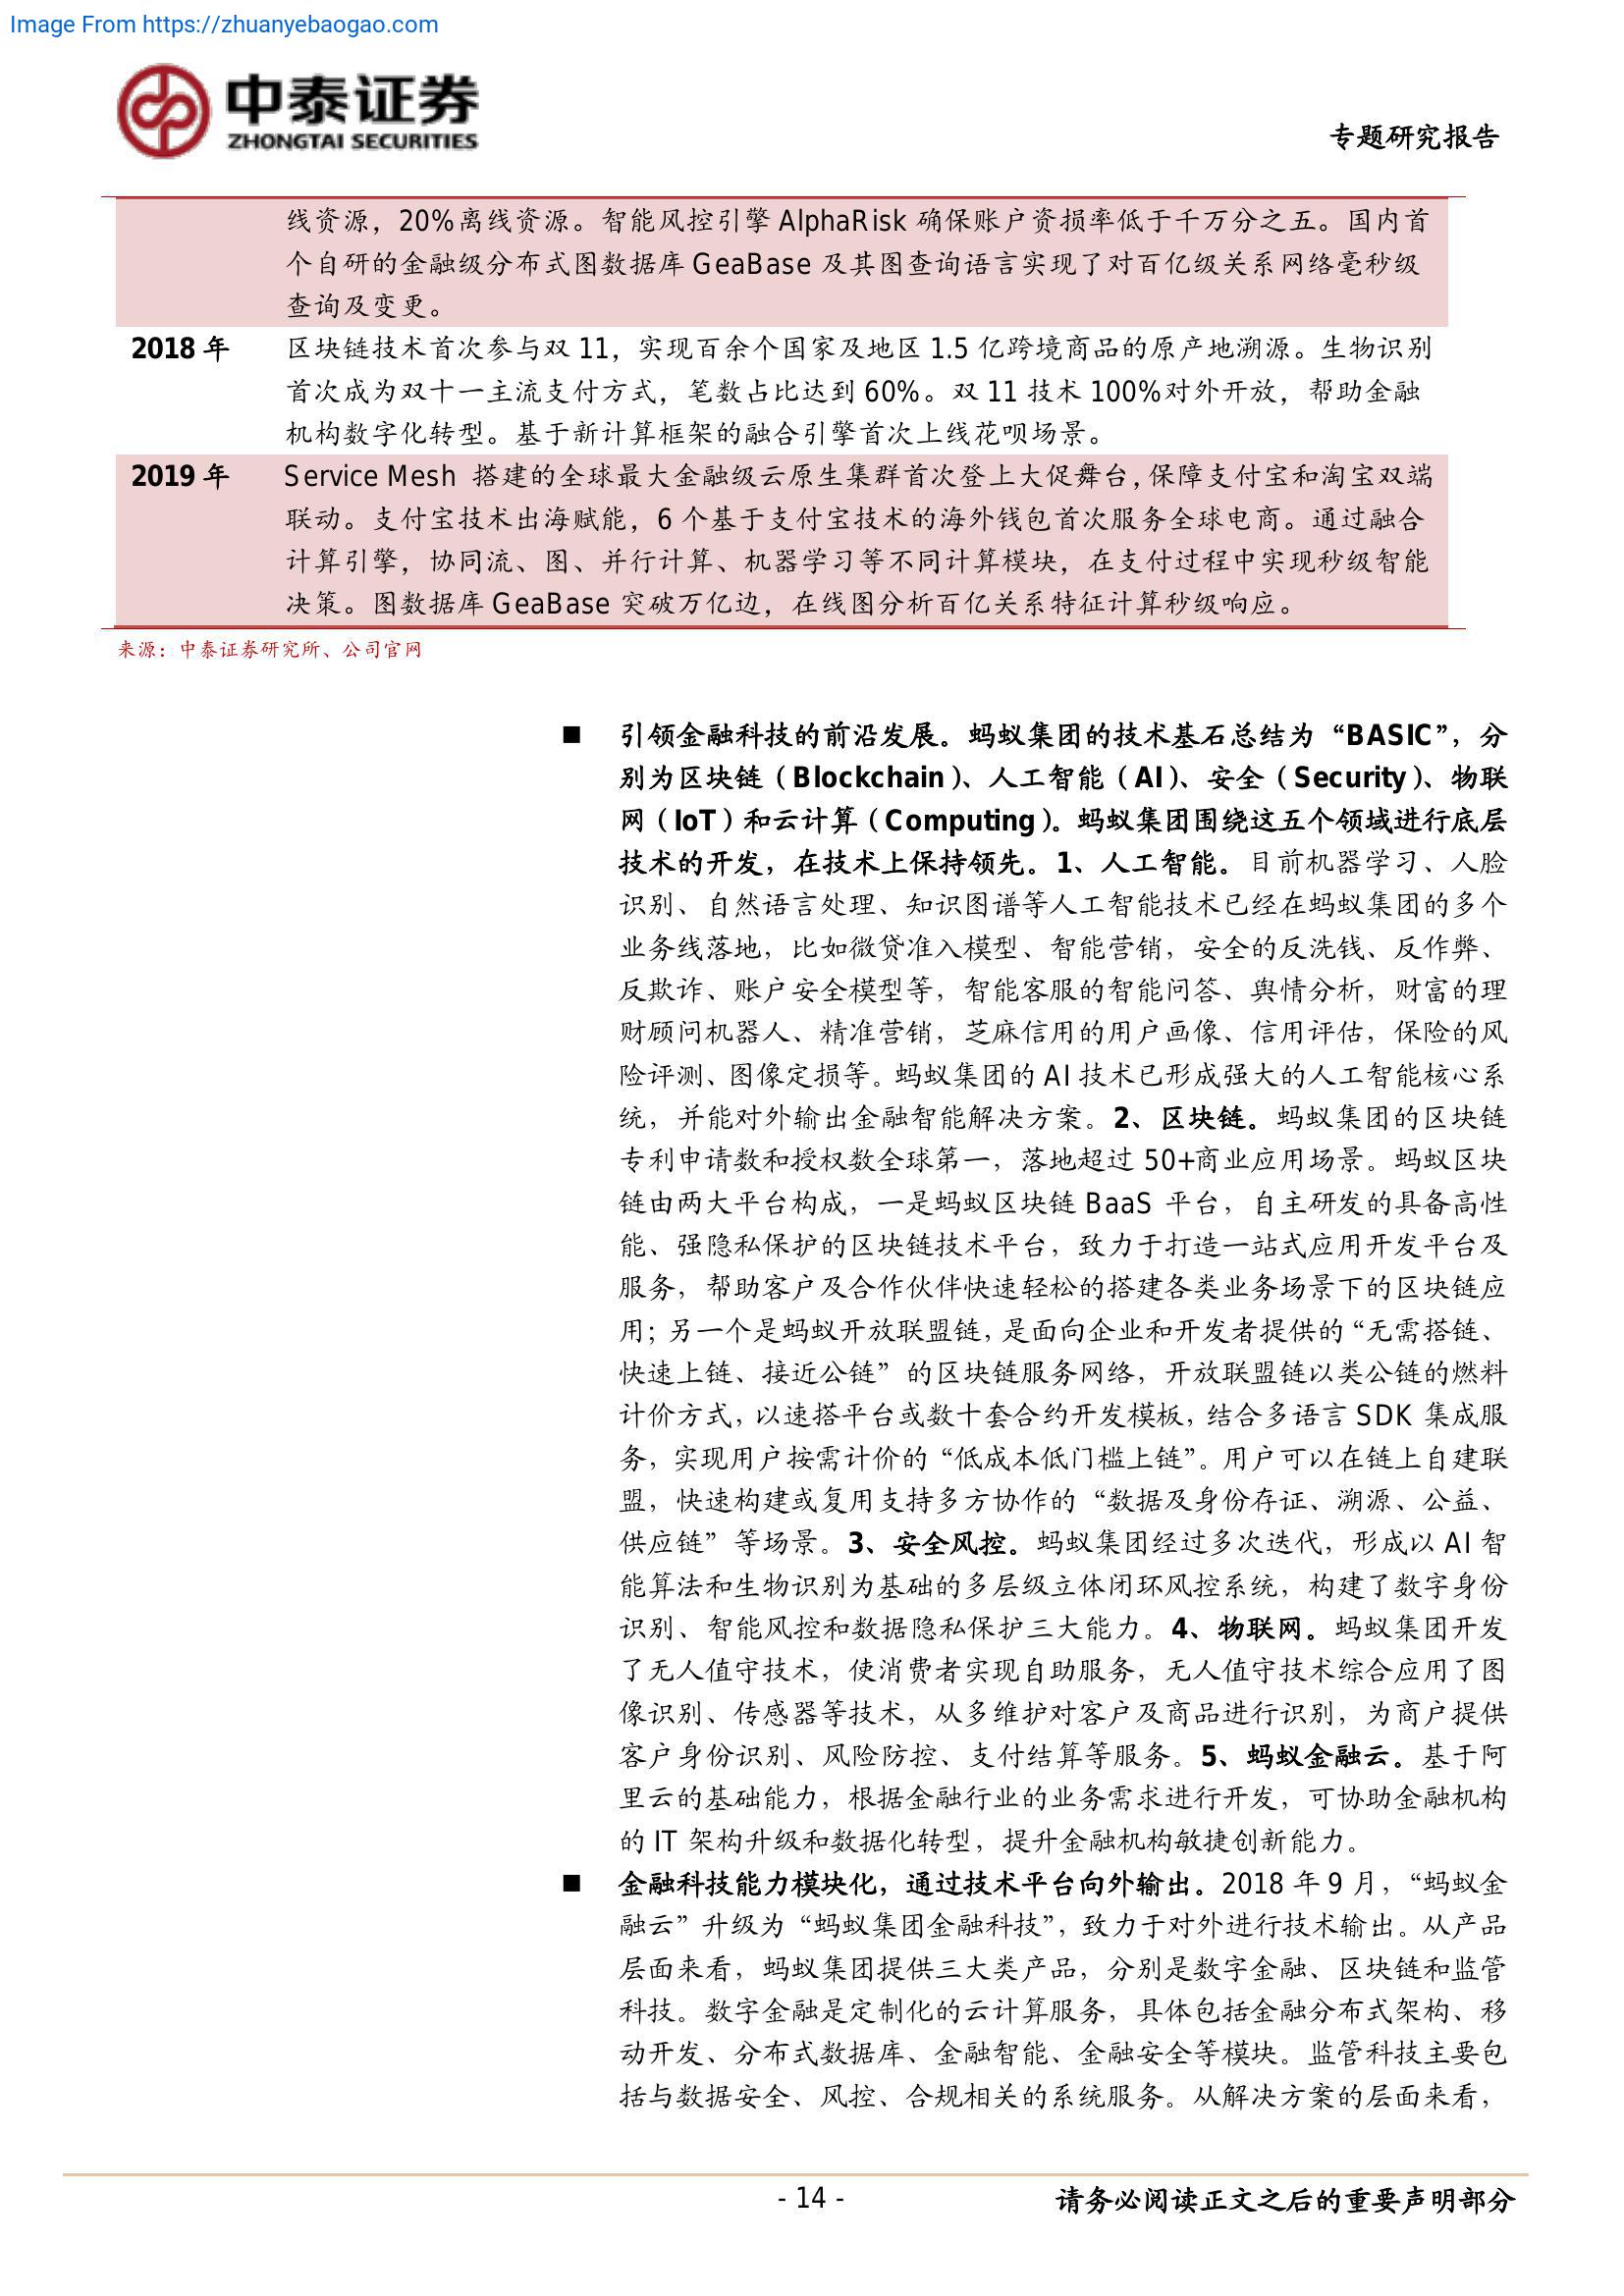 Image From https://zhuanyebaogao.com
中泰证券
ZHONGTAI SECURITIES
专题研究报告
线资源，20%离线资源。智能风控引擎 AlphaRisk 确保账户资损率低于千万分之五。国内首
个自研的金融级分布式图数据库 GeaBase 及其图查询语言实现了对百亿级关系网络毫秒级
查询及变更。
2018 年 区块链技术首次参与双 11，实现百余个国家及地区 1.5 亿跨境商品的原产地溯源。生物识别
首次成为双十一主流支付方式，笔数占比达到 60%。双 11 技术 100%对外开放，帮助金融
机构数字化转型。基于新计算框架的融合引擎首次上线花呗场景。
2019 年 Service Mesh 搭建的全球最大金融级云原生集群首次登上大促舞台，保障支付宝和淘宝双端
联动。支付宝技术出海赋能，6 个基于支付宝技术的海外钱包首次服务全球电商。通过融合
计算引擎，协同流、图、并行计算、机器学习等不同计算模块，在支付过程中实现秒级智能
决策。图数据库 GeaBase 突破万亿边，在线图分析百亿关系特征计算秒级响应。
来源：中泰证券研究所、公司官网
■ 引领金融科技的前沿发展。蚂蚁集团的技术基石总结为“BASIC”，分
别为区块链（Blockchain）、人工智能（AI）、安全（Security）、物联
网（IoT）和云计算（Computing）。蚂蚁集团围绕这五个领域进行底层
技术的开发，在技术上保持领先。1、人工智能。目前机器学习、人脸
识别、自然语言处理、知识图谱等人工智能技术已经在蚂蚁集团的多个
业务线落地，比如微贷准入模型、智能营销，安全的反洗钱、反作弊、
反欺诈、账户安全模型等，智能客服的智能问答、舆情分析，财富的理
财顾问机器人、精准营销，芝麻信用的用户画像、信用评估，保险的风
险评测、图像定损等。蚂蚁集团的 AI 技术已形成强大的人工智能核心系
统，并能对外输出金融智能解决方案。2、区块链。蚂蚁集团的区块链
专利申请数和授权数全球第一，落地超过 50+商业应用场景。蚂蚁区块
链由两大平台构成，一是蚂蚁区块链 BaaS 平台，自主研发的具备高性
能、强隐私保护的区块链技术平台，致力于打造一站式应用开发平台及
服务，帮助客户及合作伙伴快速轻松的搭建各类业务场景下的区块链应
用；另一个是蚂蚁开放联盟链，是面向企业和开发者提供的“无需搭链、
快速上链、接近公链”的区块链服务网络，开放联盟链以类公链的燃料
计价方式，以速搭平台或数十套合约开发模板，结合多语言 SDK 集成服
务，实现用户按需计价的“低成本低门槛上链”。用户可以在链上自建联
盟，快速构建或复用支持多方协作的“数据及身份存证、溯源、公益、
供应链”等场景。3、安全风控。蚂蚁集团经过多次迭代，形成以 AI 智
能算法和生物识别为基础的多层级立体闭环风控系统，构建了数字身份
识别、智能风控和数据隐私保护三大能力。4、物联网。蚂蚁集团开发
了无人值守技术，使消费者实现自助服务，无人值守技术综合应用了图
像识别、传感器等技术，从多维护对客户及商品进行识别，为商户提供
客户身份识别、风险防控、支付结算等服务。5、蚂蚁金融云。基于阿
里云的基础能力，根据金融行业的业务需求进行开发，可协助金融机构
的 IT 架构升级和数据化转型，提升金融机构敏捷创新能力。
■ 金融科技能力模块化，通过技术平台向外输出。2018 年 9 月，“蚂蚁金
融云”升级为“蚂蚁集团金融科技”，致力于对外进行技术输出。从产品
层面来看，蚂蚁集团提供三大类产品，分别是数字金融、区块链和监管
科技。数字金融是定制化的云计算服务，具体包括金融分布式架构、移
动开发、分布式数据库、金融智能、金融安全等模块。监管科技主要包
括与数据安全、风控、合规相关的系统服务。从解决方案的层面来看，
- 14 -
请务必阅读正文之后的重要声明部分